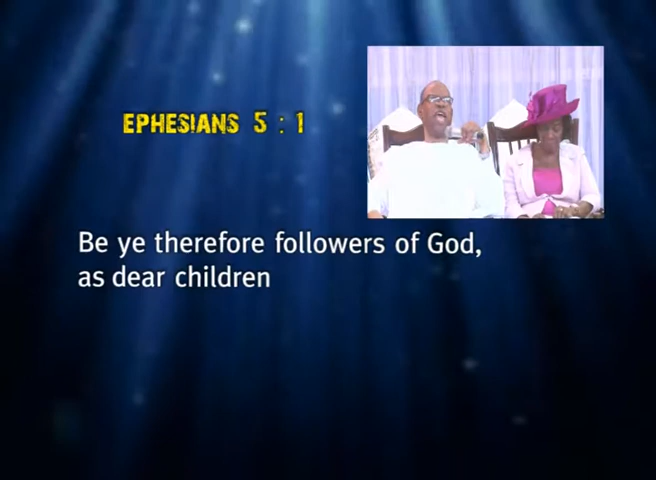 EPHESIANS 5 : 1
Be ye therefore followers of God,
as dear children